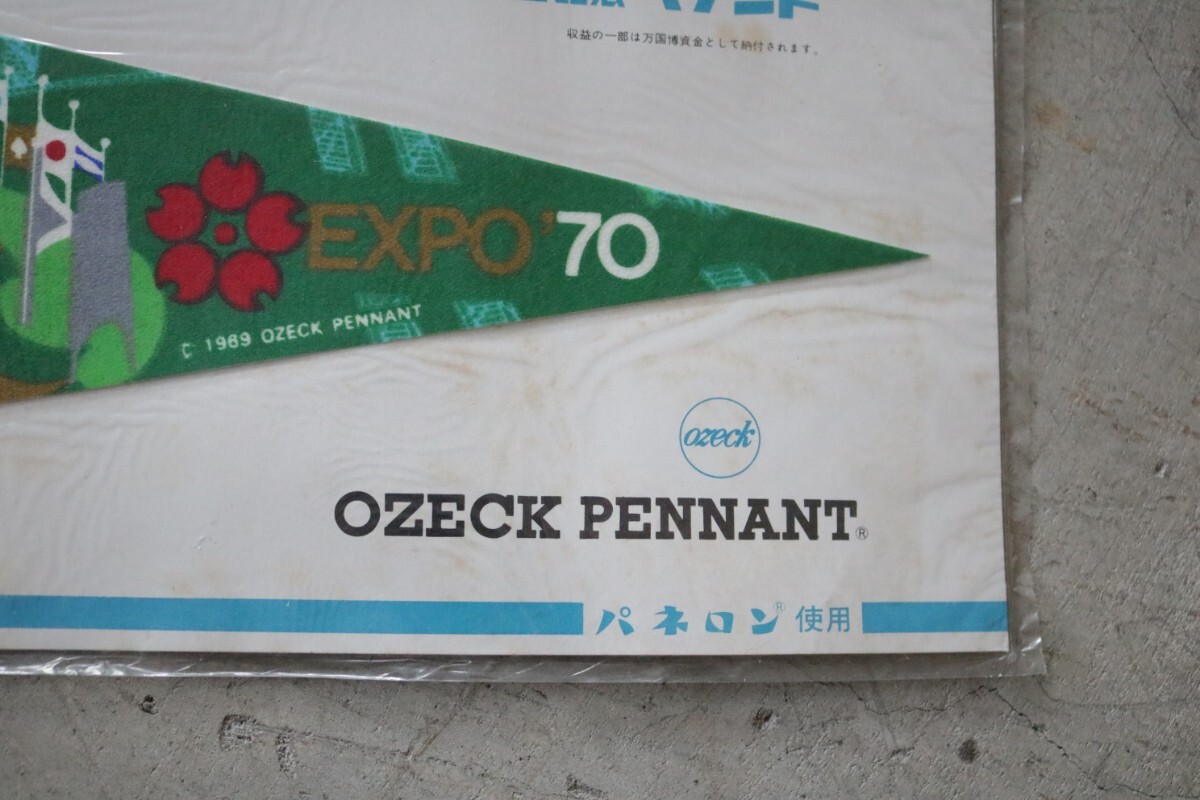 収益の一部は万国博資金として納付されます。
EXPO'70
C 1969 OZECK PENNANT
ozeck
OZECK PENNANT®
パネロン® 使用